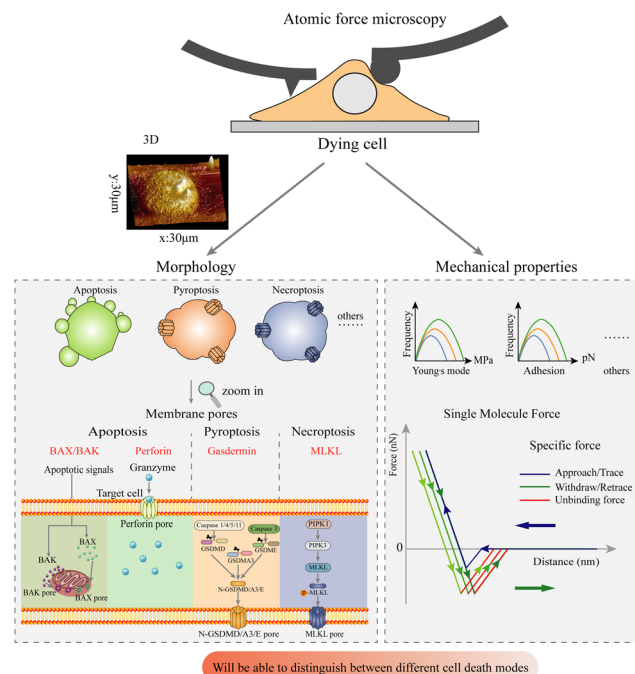 Atomic force microscopy
Dying cell
3D
y:30μm
x:30μm
Morphology
Apoptosis
Pyroptosis
Necroptosis
others
......
zoom in
Membrane pores
Apoptosis
Pyroptosis
Necroptosis
BAX/BAK
Perforin
Gasdermin
MLKL
Apoptotic signals
Granzyme
Target cell
Perforin pore
BAK
BAX
BAK pore
BAX pore
Caspase 1/4/5/11
Caspase 3
GSDMD
GSDMA3
GSDME
N-GSDMD/A3/E
N-GSDMD/A3/E pore
PIPK1
PIPK3
MLKL
P-MLKL
MLKL pore
Mechanical properties
Frequency
MPa
Young's mode
Frequency
pN
Adhesion
......
others
Single Molecule Force
Force (nN)
Specific force
Approach/Trace
Withdraw/Retrace
Unbinding force
0
Distance (nm)
Will be able to distinguish between different cell death modes